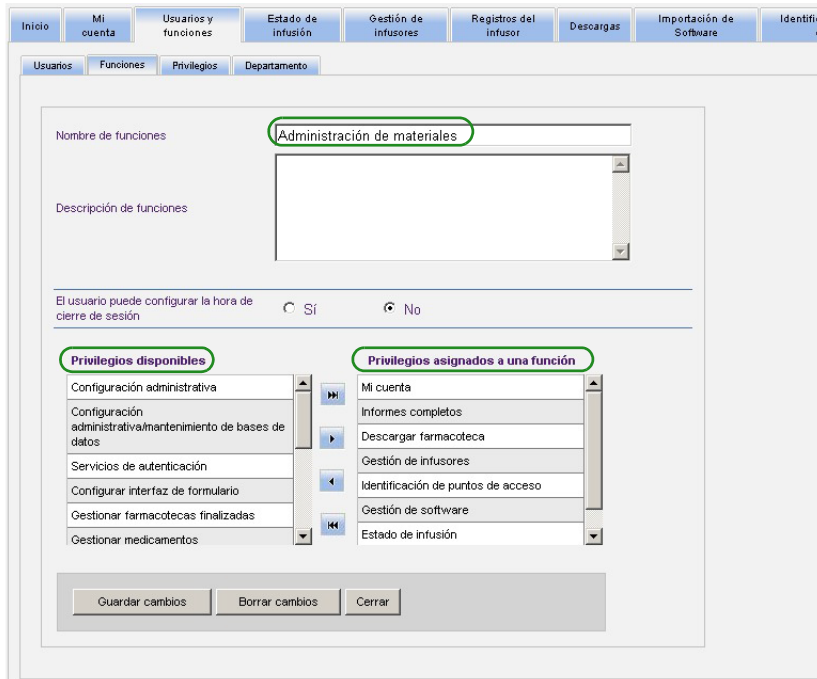 Inicio
Mi
cuenta
Usuarios y
funciones
Estado de
infusión
Gestión de
infusores
Registros del
infusor
Descargas
Importación de
Software
Usuarios
Funciones
Privilegios
Departamento
Nombre de funciones
Administración de materiales
Descripción de funciones
El usuario puede configurar la hora de
cierre de sesión
Sí
No
Privilegios disponibles
Configuración administrativa
Configuración
administrativa/mantenimiento de bases de
datos
Servicios de autenticación
Configurar interfaz de formulario
Gestionar farmacotecas finalizadas
Gestionar medicamentos
Privilegios asignados a una función
Mi cuenta
Informes completos
Descargar farmacoteca
Gestión de infusores
Identificación de puntos de acceso
Gestión de software
Estado de infusión
Guardar cambios
Borrar cambios
Cerrar